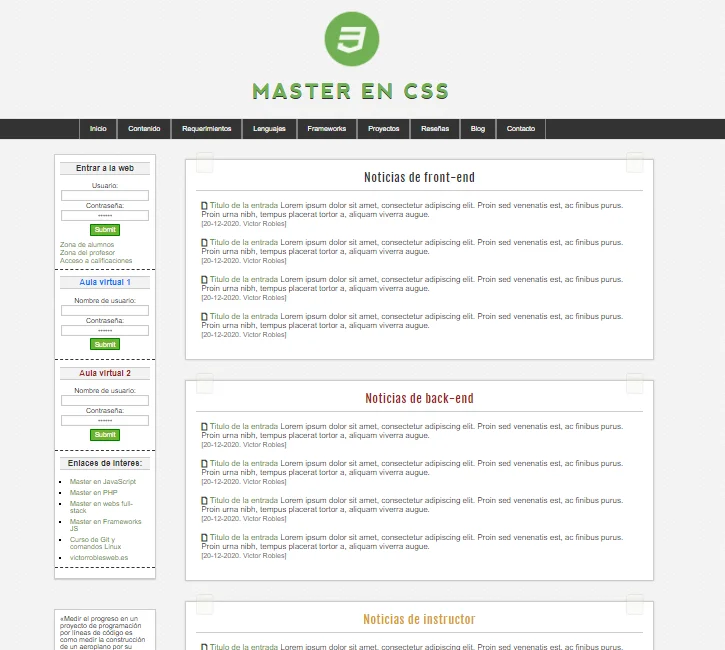 MASTER EN CSS
Inicio
Contenido
Requerimientos
Lenguajes
Frameworks
Proyectos
Reseñas
Blog
Contacto
Entrar a la web
Usuario:
Contraseña:
Submit
Zona de alumnos
Zona del profesor
Acceso a calificaciones
Aula virtual 1
Nombre de usuario:
Contraseña:
Submit
Aula virtual 2
Nombre de usuario:
Contraseña:
Submit
Enlaces de interes:
Master en JavaScript
Master en PHP
Master en webs full-
stack
Master en Frameworks
JS
Curso de Git y
comandos Linux
victorroblesweb.es
«Medir el progreso en un
proyecto de programación
por líneas de código es
como medir la construcción
de un aeroplano por su
Noticias de front-end
Titulo de la entrada Lorem ipsum dolor sit amet, consectetur adipiscing elit. Proin sed venenatis est, ac finibus purus.
Proin urna nibh, tempus placerat tortor a, aliquam viverra augue.
[20-12-2020. Victor Robles]
Titulo de la entrada Lorem ipsum dolor sit amet, consectetur adipiscing elit. Proin sed venenatis est, ac finibus purus.
Proin urna nibh, tempus placerat tortor a, aliquam viverra augue.
[20-12-2020. Victor Robles]
Titulo de la entrada Lorem ipsum dolor sit amet, consectetur adipiscing elit. Proin sed venenatis est, ac finibus purus.
Proin urna nibh, tempus placerat tortor a, aliquam viverra augue.
[20-12-2020. Victor Robles]
Titulo de la entrada Lorem ipsum dolor sit amet, consectetur adipiscing elit. Proin sed venenatis est, ac finibus purus.
Proin urna nibh, tempus placerat tortor a, aliquam viverra augue.
[20-12-2020. Victor Robles]
Noticias de back-end
Titulo de la entrada Lorem ipsum dolor sit amet, consectetur adipiscing elit. Proin sed venenatis est, ac finibus purus.
Proin urna nibh, tempus placerat tortor a, aliquam viverra augue.
[20-12-2020. Victor Robles]
Titulo de la entrada Lorem ipsum dolor sit amet, consectetur adipiscing elit. Proin sed venenatis est, ac finibus purus.
Proin urna nibh, tempus placerat tortor a, aliquam viverra augue.
[20-12-2020. Victor Robles]
Titulo de la entrada Lorem ipsum dolor sit amet, consectetur adipiscing elit. Proin sed venenatis est, ac finibus purus.
Proin urna nibh, tempus placerat tortor a, aliquam viverra augue.
[20-12-2020. Victor Robles]
Titulo de la entrada Lorem ipsum dolor sit amet, consectetur adipiscing elit. Proin sed venenatis est, ac finibus purus.
Proin urna nibh, tempus placerat tortor a, aliquam viverra augue.
[20-12-2020. Victor Robles]
Noticias de instructor
Titulo de la entrada Lorem ipsum dolor sit amet, consectetur adipiscing elit. Proin sed venenatis est, ac finibus purus.